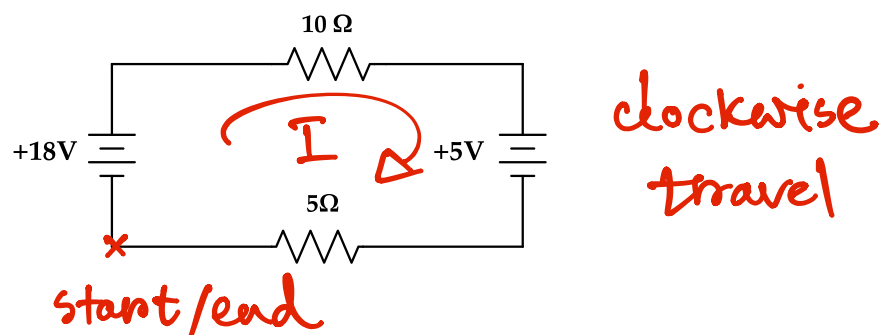 10 Ω
clockwise
travel
+18V
I
+5V
5Ω
start/end